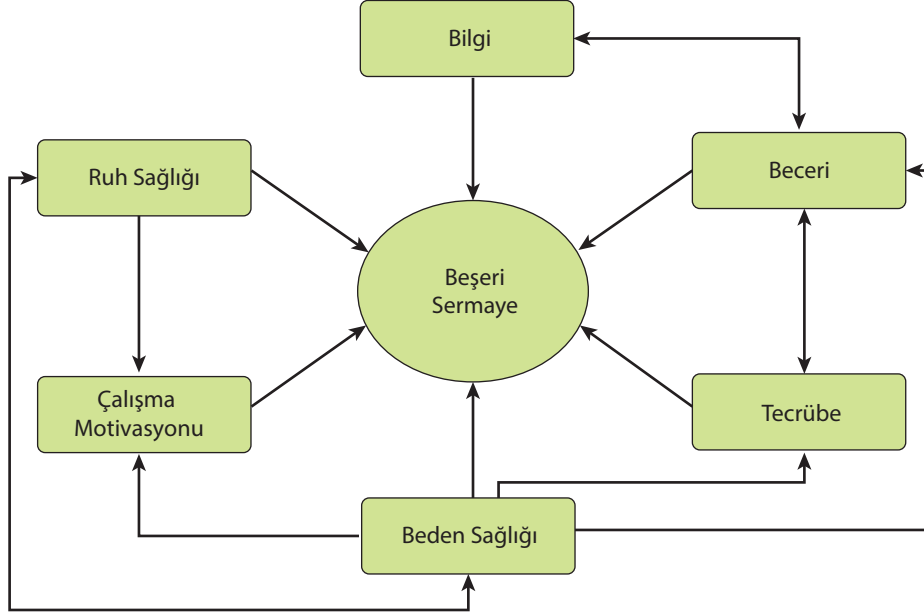 Bilgi
Ruh Sağlığı
Beceri
Beşeri
Sermaye
Çalışma
Motivasyonu
Tecrübe
Beden Sağlığı